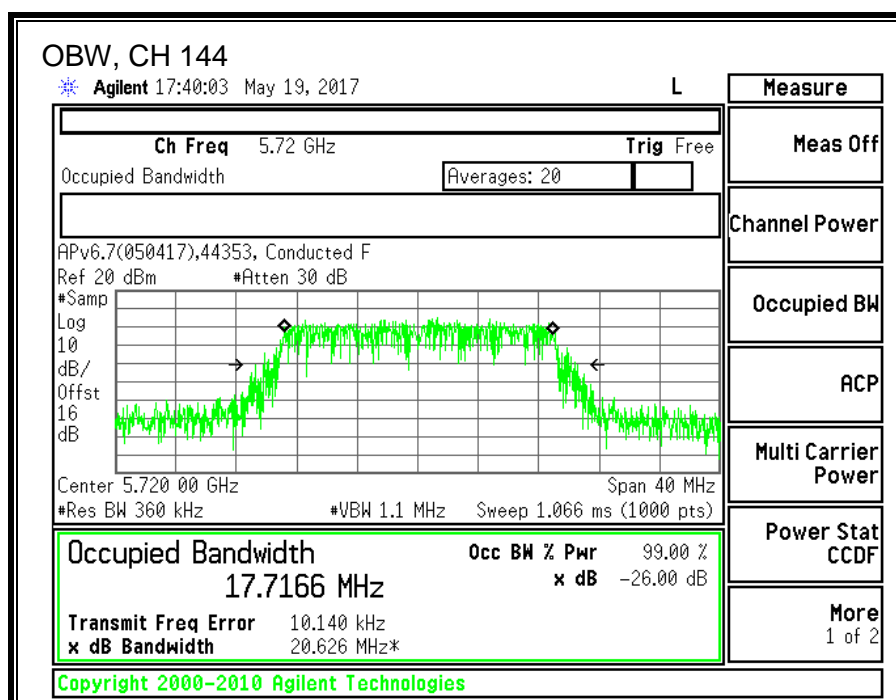 OBW, CH 144
Agilent 17:40:03 May 19, 2017 L
Measure
Ch Freq 5.72 GHz Trig Free
Meas Off
Occupied Bandwidth Averages: 20
Channel Power
APv6.7(050417),44353, Conducted F
Ref 20 dBm #Atten 30 dB
#Samp
Log
10
dB/
Offst
16
dB
Occupied BW
ACP
Multi Carrier
Power
Center 5.720 00 GHz Span 40 MHz
#Res BW 360 kHz #VBW 1.1 MHz Sweep 1.066 ms (1000 pts)
Power Stat
CCDF
Occupied Bandwidth Occ BW % Pwr 99.00 %
17.7166 MHz x dB -26.00 dB
Transmit Freq Error 10.140 kHz
x dB Bandwidth 20.626 MHz*
More
1 of 2
Copyright 2000-2010 Agilent Technologies